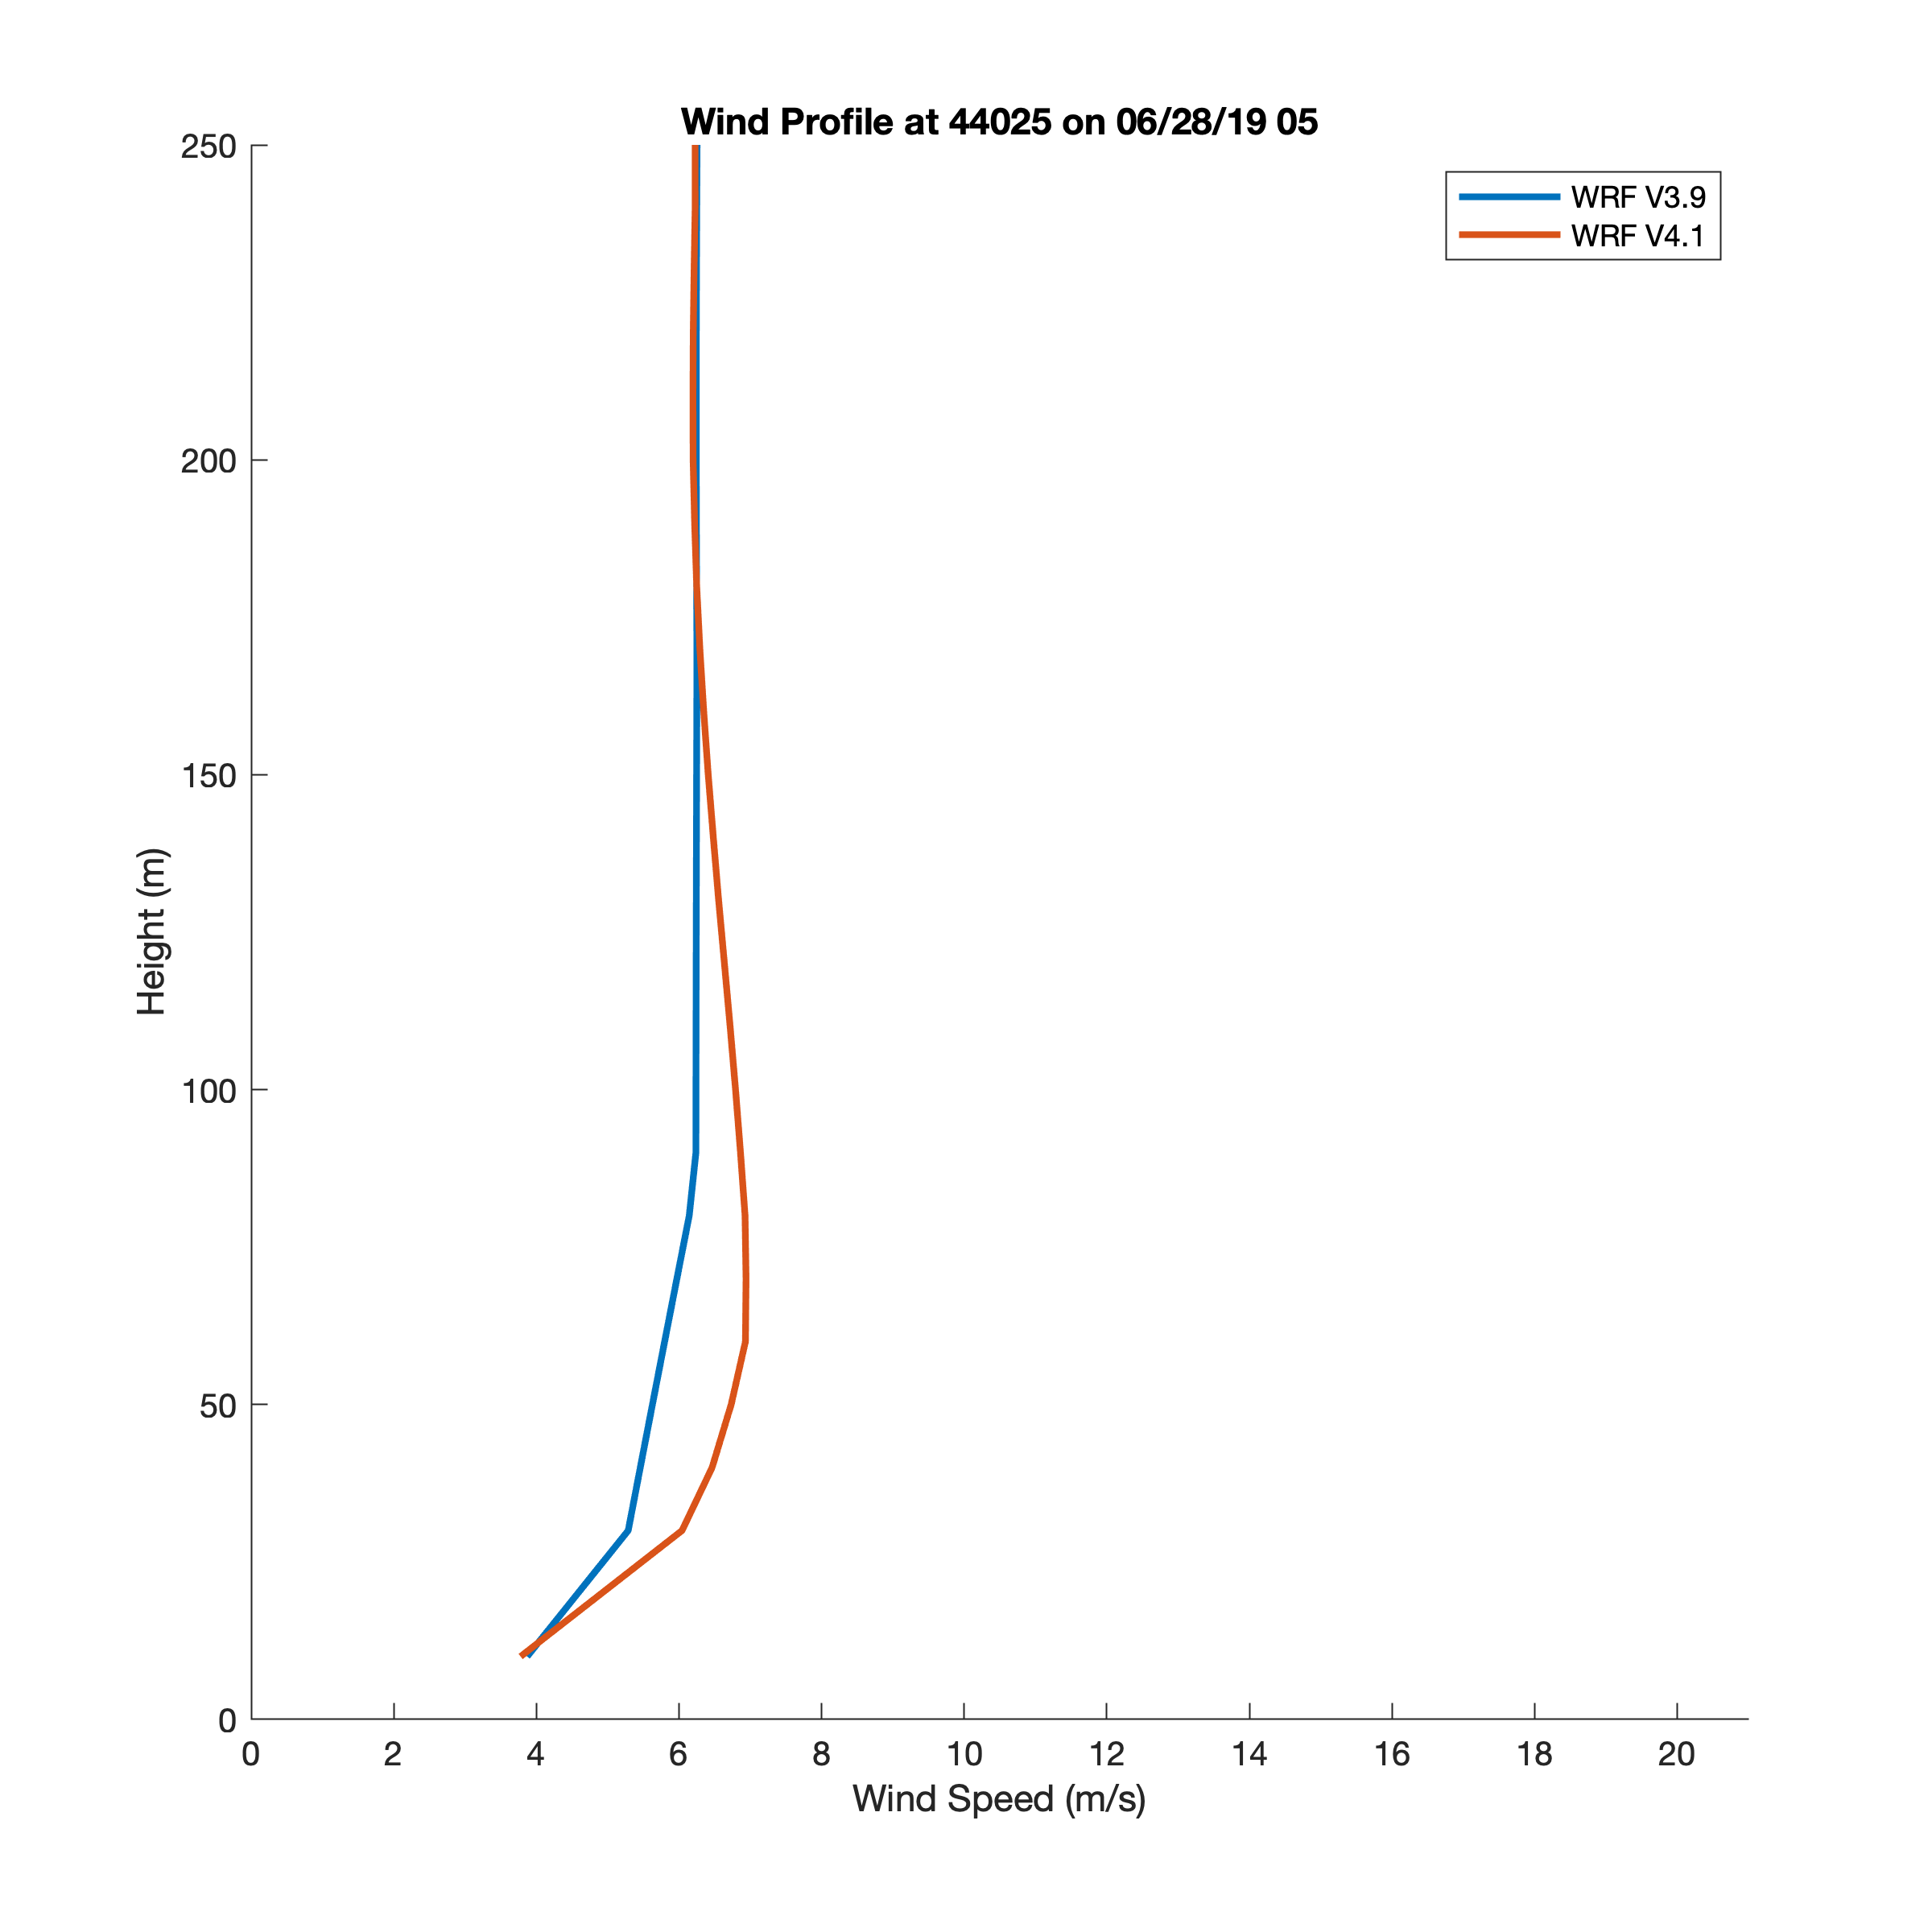 Wind Profile at 44025 on 06/28/19 05
WRF V3.9
WRF V4.1
250
200
150
100
50
0
Height (m)
0 2 4 6 8 10 12 14 16 18 20
Wind Speed (m/s)